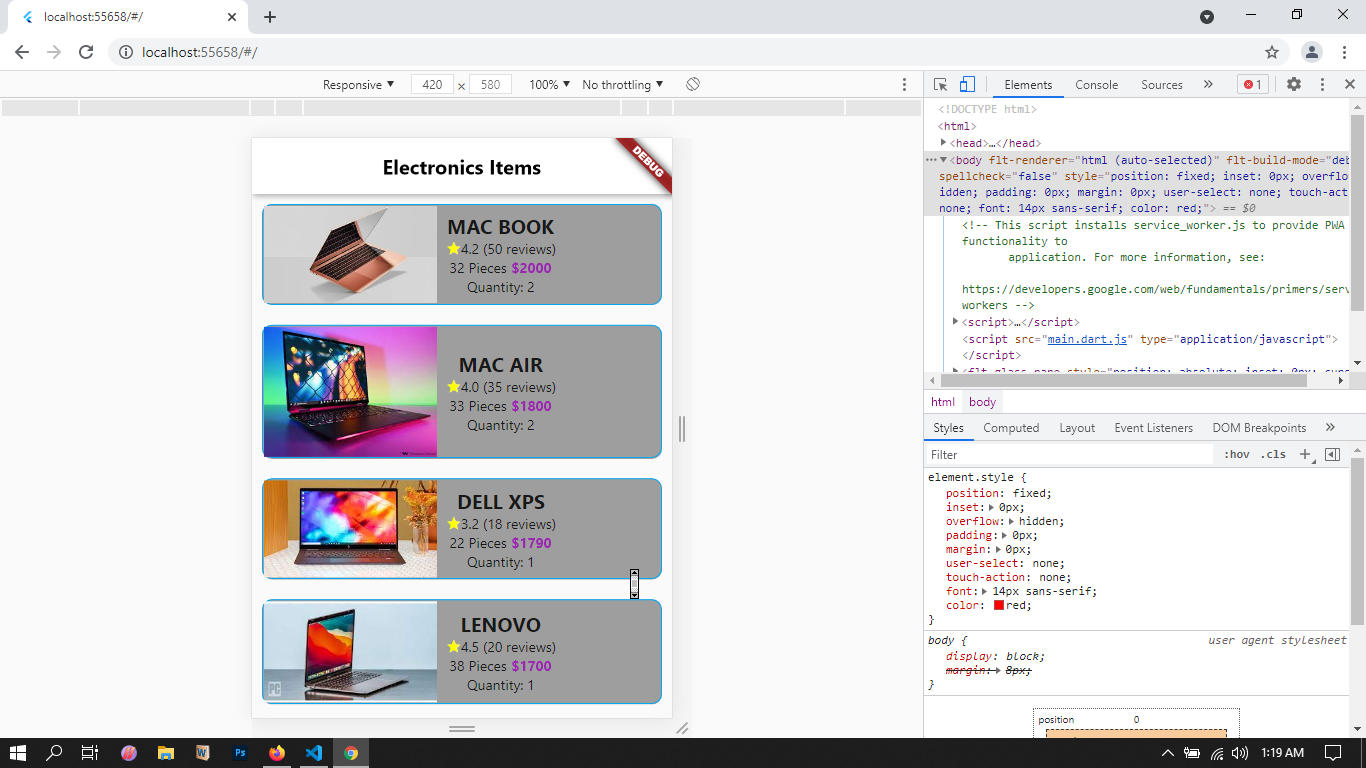 localhost:55658/#/
localhost:55658/#/
Responsive 420 × 580 100% No throttling
Elements Console Sources » 1
Electronics Items
DEBUG
MAC BOOK
4.2 (50 reviews)
32 Pieces $2000
Quantity: 2
MAC AIR
4.0 (35 reviews)
33 Pieces $1800
Quantity: 2
DELL XPS
3.2 (18 reviews)
22 Pieces $1790
Quantity: 1
LENOVO
4.5 (20 reviews)
38 Pieces $1700
Quantity: 1
<!DOCTYPE html>
<html>
<head>…</head>
<body flt-renderer="html (auto-selected)" flt-build-mode="deb
spellcheck="false" style="position: fixed; inset: 0px; overflo
idden; padding: 0px; margin: 0px; user-select: none; touch-act
none; font: 14px sans-serif; color: red;"> == $0
<!-- This script installs service_worker.js to provide PWA
functionality to
application. For more information, see:
https://developers.google.com/web/fundamentals/primers/serv
workers -->
<script>…</script>
<script src="main.dart.js" type="application/javascript">
</script>
<flt-glass-pane style="position: absolute; inset: 0px; curs
html body
Styles Computed Layout Event Listeners DOM Breakpoints »
Filter :hov .cls +
element.style {
position: fixed;
inset: 0px;
overflow: hidden;
padding: 0px;
margin: 0px;
user-select: none;
touch-action: none;
font: 14px sans-serif;
color: red;
}
body { user agent stylesheet
display: block;
margin: 8px;
}
position 0
1:19 AM